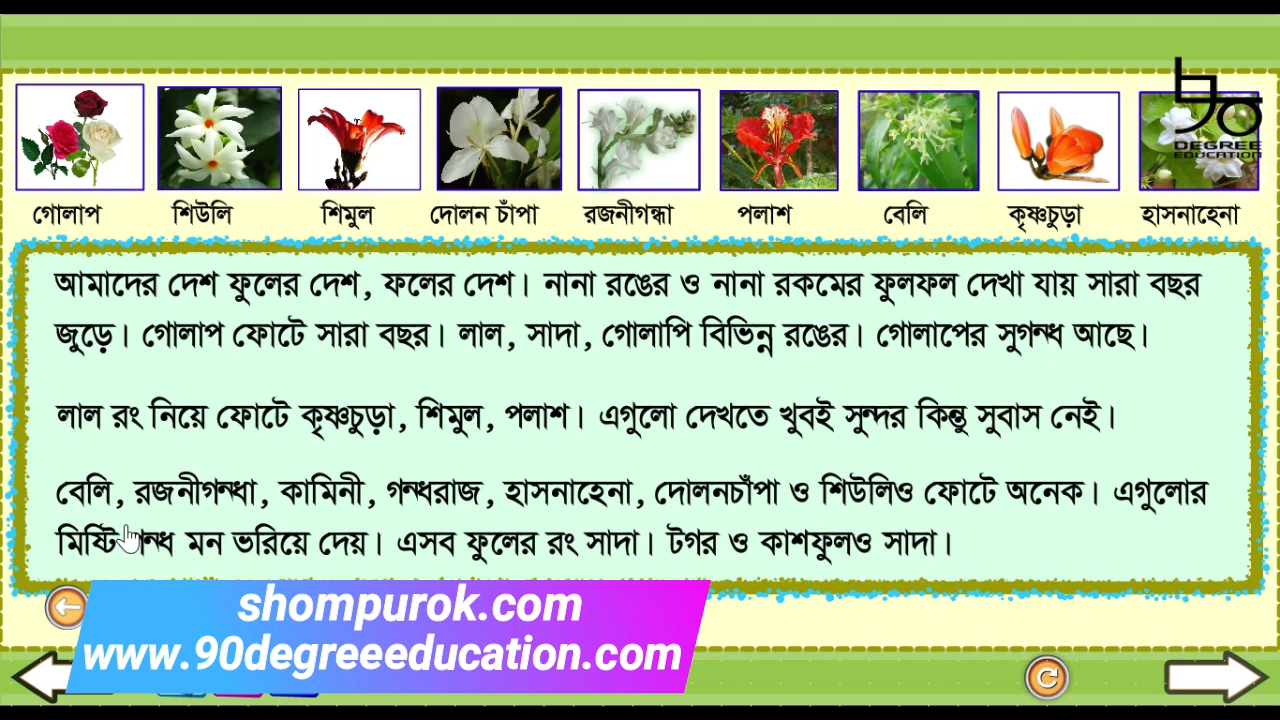 DEGREE
EDUCATION
গোলাপ শিউলি শিমুল দোলন চাঁপা রজনীগন্ধা পলাশ বেলি কৃষ্ণচুড়া হাসনাহেনা
আমাদের দেশ ফুলের দেশ, ফলের দেশ। নানা রঙের ও নানা রকমের ফুলফল দেখা যায় সারা বছর
জুড়ে। গোলাপ ফোটে সারা বছর। লাল, সাদা, গোলাপি বিভিন্ন রঙের। গোলাপের সুগন্ধ আছে।
লাল রং নিয়ে ফোটে কৃষ্ণচুড়া, শিমুল, পলাশ। এগুলো দেখতে খুবই সুন্দর কিন্তু সুবাস নেই।
বেলি, রজনীগন্ধা, কামিনী, গন্ধরাজ, হাসনাহেনা, দোলনচাঁপা ও শিউলিও ফোটে অনেক। এগুলোর
মিষ্টি গন্ধ মন ভরিয়ে দেয়। এসব ফুলের রং সাদা। টগর ও কাশফুলও সাদা।
shompurok.com
www.90degreeeducation.com